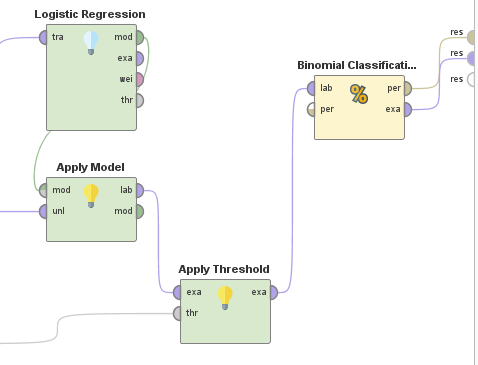 Logistic Regression
tra
mod
exa
wei
thr
Apply Model
mod
lab
unl
mod
Apply Threshold
exa
exa
thr
Binomial Classificati...
lab
per
per
exa
res
res
res